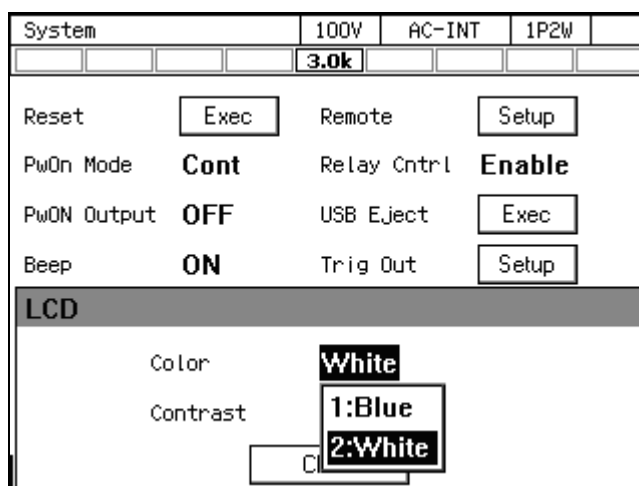 System 100V AC-INT 1P2W
3.0k
Reset Exec Remote Setup
PwOn Mode Cont Relay Cntrl Enable
PwON Output OFF USB Eject Exec
Beep ON Trig Out Setup
LCD
Color White
1:Blue
Contrast
2:White